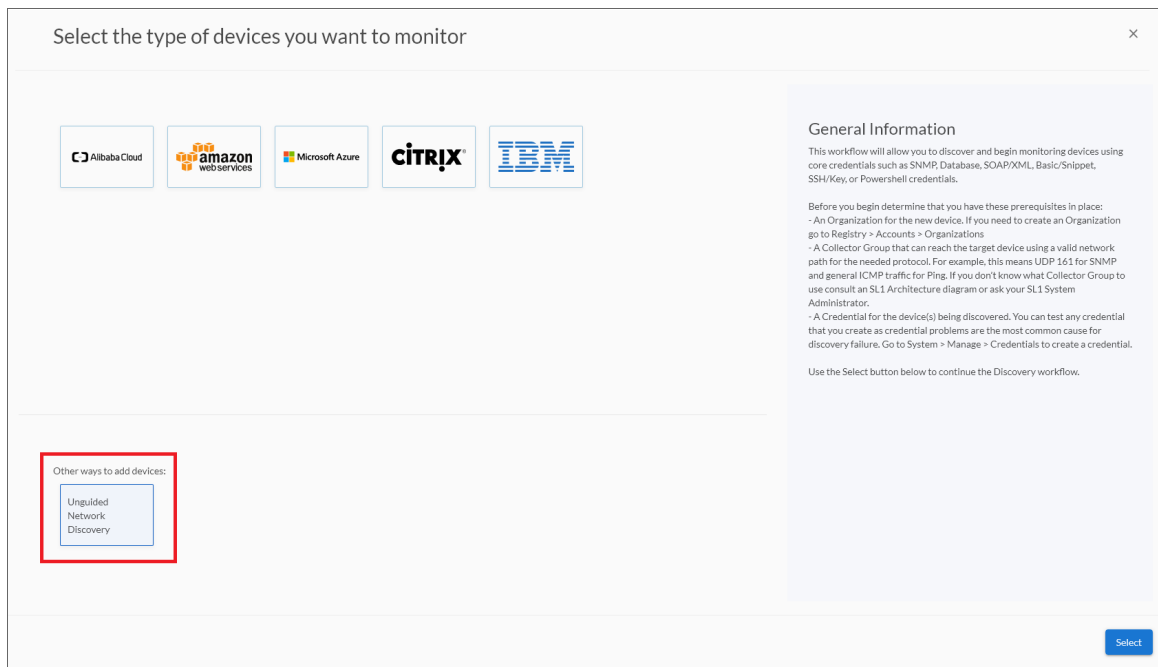 Select the type of devices you want to monitor
Alibaba Cloud
amazon
web services
Microsoft Azure
CİTRIX
IBM
General Information
This workflow will allow you to discover and begin monitoring devices using
core credentials such as SNMP, Database, SOAP/XML, Basic/Snippet,
SSH/Key, or Powershell credentials.
Before you begin determine that you have these prerequisites in place:
- An Organization for the new device. If you need to create an Organization
go to Registry > Accounts > Organizations
- A Collector Group that can reach the target device using a valid network
path for the needed protocol. For example, this means UDP 161 for SNMP
and general ICMP traffic for Ping. If you don't know what Collector Group to
use consult an SL1 Architecture diagram or ask your SL1 System
Administrator.
- A Credential for the device(s) being discovered. You can test any credential
that you create as credential problems are the most common cause for
discovery failure. Go to System > Manage > Credentials to create a credential.
Use the Select button below to continue the Discovery workflow.
Other ways to add devices:
Unguided
Network
Discovery
Select